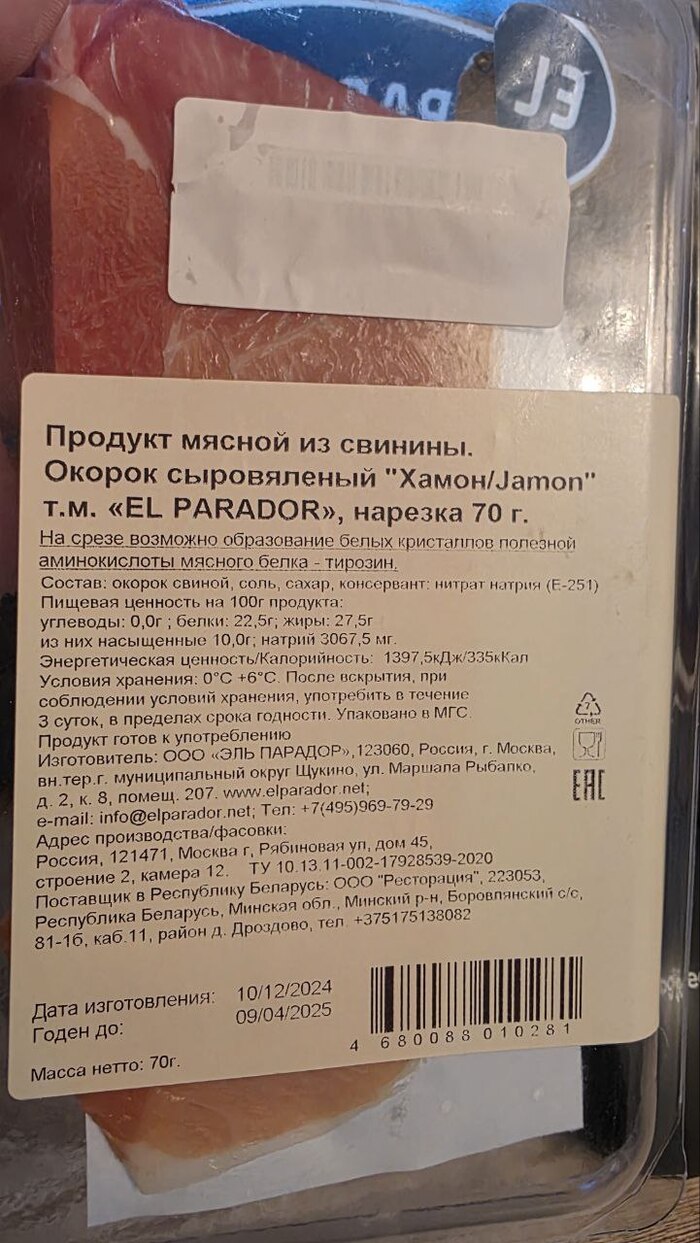 EL
PAR
Продукт мясной из свинины.
Окорок сыровяленый "Хамон/Jamon"
т.м. «EL PARADOR», нарезка 70 г.
На срезе возможно образование белых кристаллов полезной
аминокислоты мясного белка - тирозин.
Состав: окорок свиной, соль, сахар, консервант: нитрат натрия (Е-251)
Пищевая ценность на 100г продукта:
углеводы: 0,0г ; белки: 22,5г; жиры: 27,5г
из них насыщенные 10,0г; натрий 3067,5 мг.
Энергетическая ценность/Калорийность: 1397,5кДж/335кКал
Условия хранения: 0°С +6°С. После вскрытия, при
соблюдении условий хранения, употребить в течение
3 суток, в пределах срока годности. Упаковано в МГС.
Продукт готов к употреблению
Изготовитель: ООО «ЭЛЬ ПАРАДОР»,123060, Россия, г. Москва,
вн.тер.г. муниципальный округ Щукино, ул. Маршала Рыбалко,
д. 2, к. 8, помещ. 207. www.elparador.net;
e-mail: info@elparador.net; Тел: +7(495)969-79-29
Адрес производства/фасовки:
Россия, 121471, Москва г, Рябиновая ул, дом 45,
строение 2, камера 12. ТУ 10.13.11-002-17928539-2020
Поставщик в Республику Беларусь: ООО "Ресторация", 223053,
Республика Беларусь, Минская обл., Минский р-н, Боровлянский с/с,
81-1б, каб.11, район д. Дроздово, тел. +375175138082
7
OTHER
EAC
Дата изготовления: 10/12/2024
Годен до: 09/04/2025
4 680088 010281
Масса нетто: 70г.